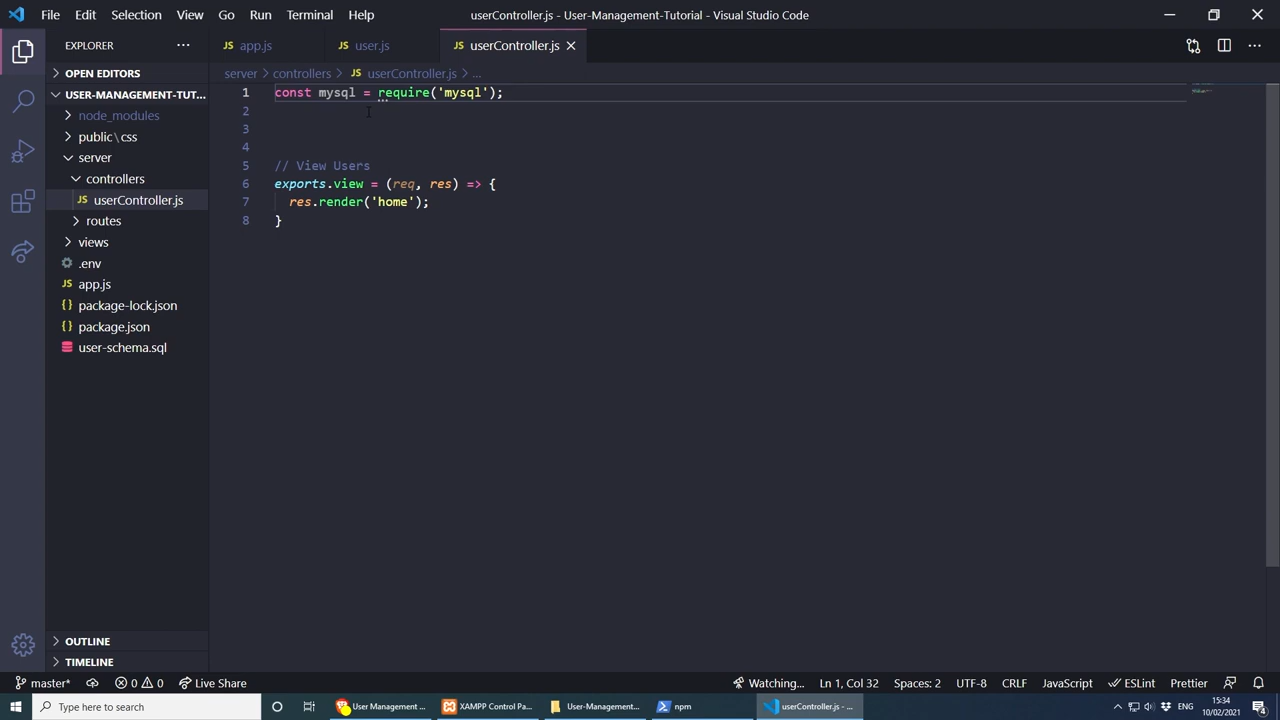 File Edit Selection View Go Run Terminal Help
userController.js - User-Management-Tutorial - Visual Studio Code
EXPLORER
JS app.js
JS user.js
JS userController.js
OPEN EDITORS
USER-MANAGEMENT-TUT...
node_modules
public\css
server
controllers
JS userController.js
routes
views
.env
JS app.js
{} package-lock.json
{} package.json
user-schema.sql
OUTLINE
TIMELINE
server > controllers > JS userController.js > ...
1 const mysql = require('mysql');
2
3
4
5 // View Users
6 exports.view = (req, res) => {
7 res.render('home');
8 }
master* 0 0 Live Share
Watching... Ln 1, Col 32 Spaces: 2 UTF-8 CRLF JavaScript ESLint Prettier
Type here to search
User Management ...
XAMPP Control Pa...
User-Management...
npm
userController.js - ...
ENG
15:34
10/02/2021
4